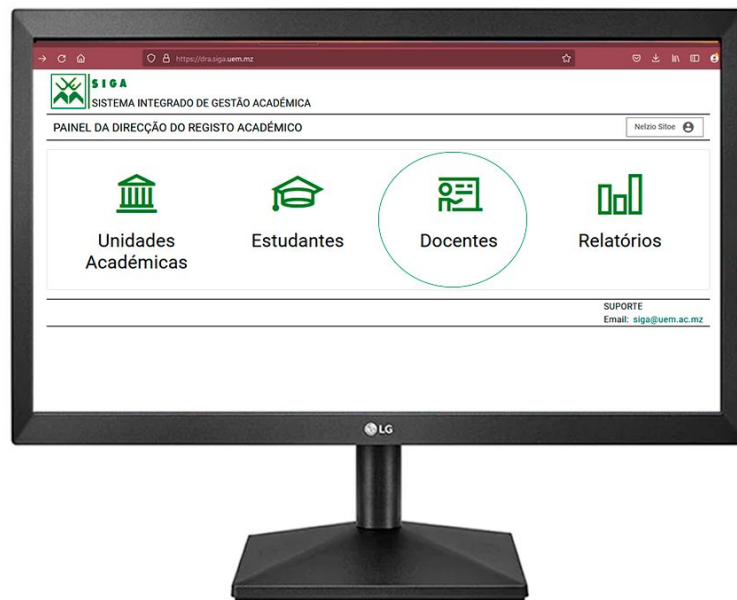 https://dra.siga.uem.mz
SIGA
SISTEMA INTEGRADO DE GESTÃO ACADÉMICA
PAINEL DA DIRECÇÃO DO REGISTO ACADÉMICO
Nelzio Sitoe
Unidades
Académicas
Estudantes
Docentes
Relatórios
SUPORTE
Email: siga@uem.ac.mz
LG